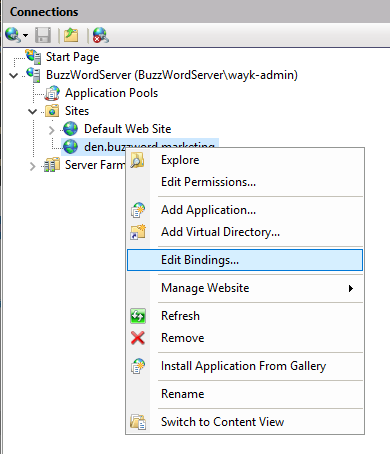 Connections
Start Page
BuzzWordServer (BuzzWordServer\wayk-admin)
Application Pools
Sites
Default Web Site
den.buzzword.marketing
Server Farm
Explore
Edit Permissions...
Add Application...
Add Virtual Directory...
Edit Bindings...
Manage Website
Refresh
Remove
Install Application From Gallery
Rename
Switch to Content View